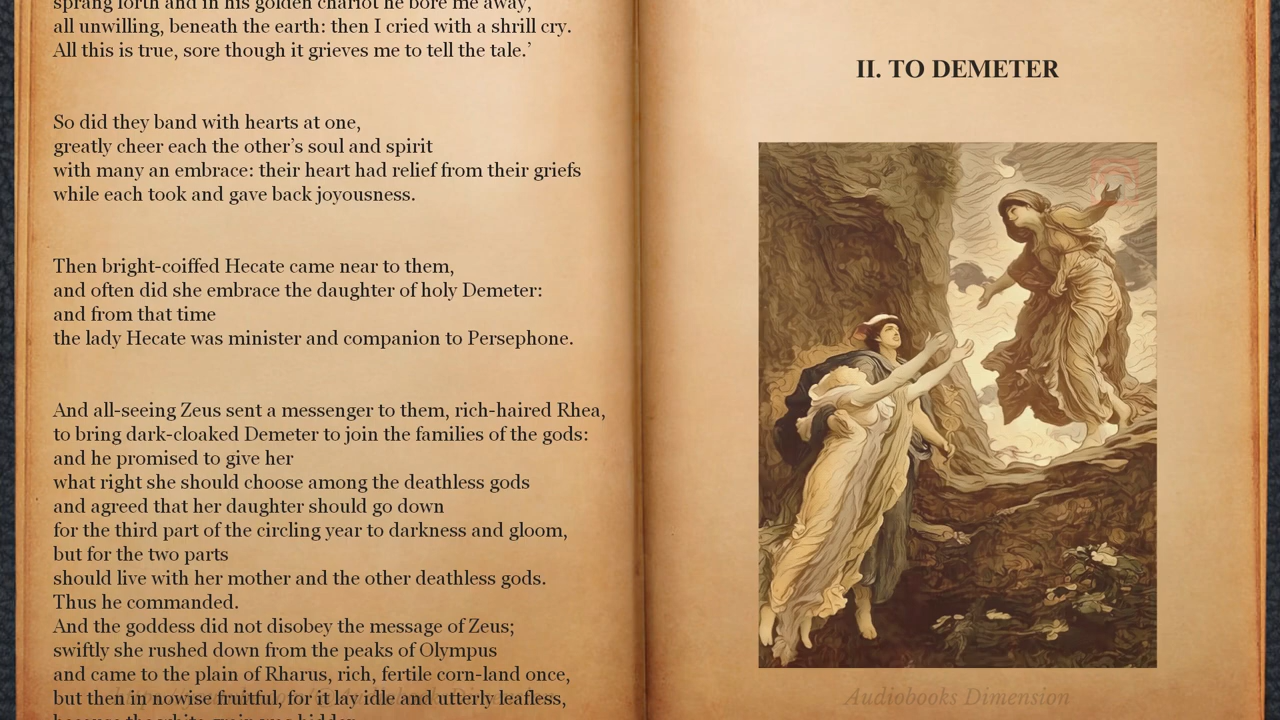 sprang forth and in his golden chariot he bore me away,
all unwilling, beneath the earth: then I cried with a shrill cry.
All this is true, sore though it grieves me to tell the tale.’
So did they band with hearts at one,
greatly cheer each the other’s soul and spirit
with many an embrace: their heart had relief from their griefs
while each took and gave back joyousness.
Then bright-coiffed Hecate came near to them,
and often did she embrace the daughter of holy Demeter:
and from that time
the lady Hecate was minister and companion to Persephone.
And all-seeing Zeus sent a messenger to them, rich-haired Rhea,
to bring dark-cloaked Demeter to join the families of the gods:
and he promised to give her
what right she should choose among the deathless gods
and agreed that her daughter should go down
for the third part of the circling year to darkness and gloom,
but for the two parts
should live with her mother and the other deathless gods.
Thus he commanded.
And the goddess did not disobey the message of Zeus;
swiftly she rushed down from the peaks of Olympus
and came to the plain of Rharus, rich, fertile corn-land once,
but then in nowise fruitful, for it lay idle and utterly leafless,
II. TO DEMETER
Audiobooks Dimension